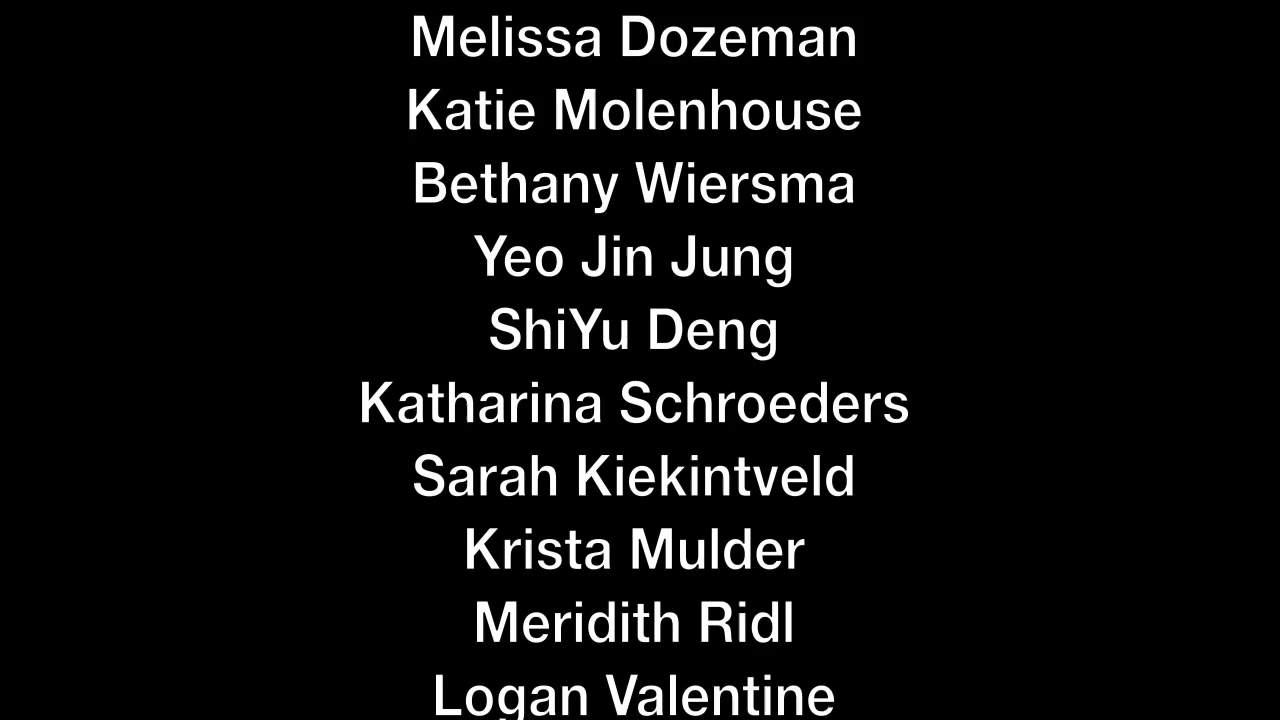 Melissa Dozeman
Katie Molenhouse
Bethany Wiersma
Yeo Jin Jung
ShiYu Deng
Katharina Schroeders
Sarah Kiekintveld
Krista Mulder
Meridith Ridl
Logan Valentine